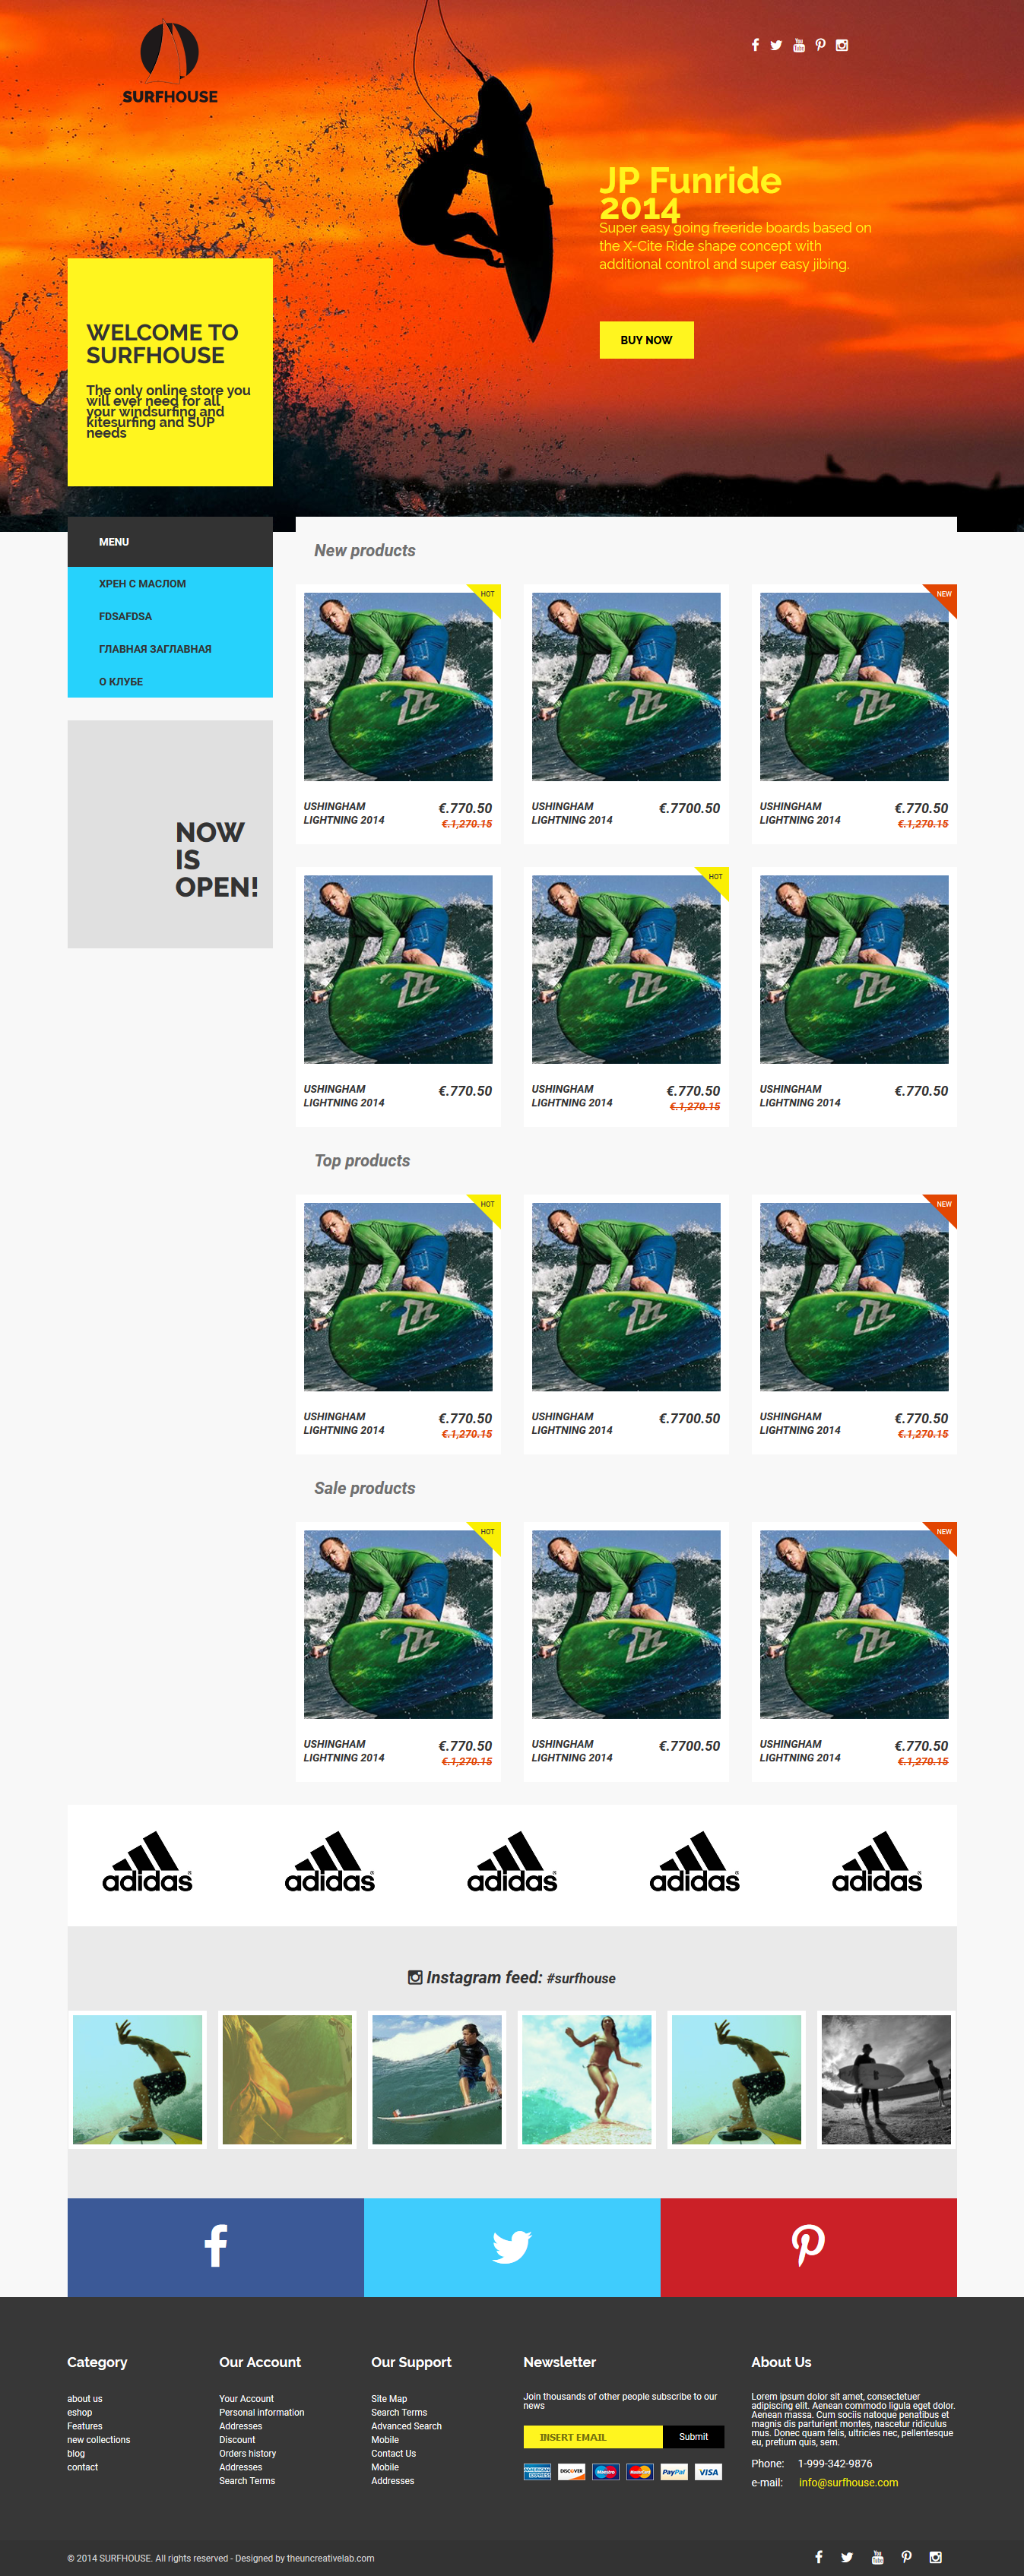 SURFHOUSE
JP Funride
2014
Super easy going freeride boards based on
the X-Cite Ride shape concept with
additional control and super easy jibing.
BUY NOW
WELCOME TO
SURFHOUSE
The only online store you
will ever need for all
your windsurfing and
kitesurfing and SUP
needs
MENU
ХРЕН С МАСЛОМ
FDSAFDSA
ГЛАВНАЯ ЗАГЛАВНАЯ
О КЛУБЕ
NOW
IS
OPEN!
New products
HOT
NEW
USHINGHAM €.770.50
LIGHTNING 2014 €.1,270.15
USHINGHAM €.7700.50
LIGHTNING 2014
USHINGHAM €.770.50
LIGHTNING 2014 €.1,270.15
HOT
USHINGHAM €.770.50
LIGHTNING 2014
USHINGHAM €.770.50
LIGHTNING 2014 €.1,270.15
USHINGHAM €.770.50
LIGHTNING 2014
Top products
HOT
NEW
USHINGHAM €.770.50
LIGHTNING 2014 €.1,270.15
USHINGHAM €.7700.50
LIGHTNING 2014
USHINGHAM €.770.50
LIGHTNING 2014 €.1,270.15
Sale products
HOT
NEW
USHINGHAM €.770.50
LIGHTNING 2014 €.1,270.15
USHINGHAM €.7700.50
LIGHTNING 2014
USHINGHAM €.770.50
LIGHTNING 2014 €.1,270.15
adidas adidas adidas adidas adidas
Instagram feed: #surfhouse
Category
about us
eshop
Features
new collections
blog
contact
Our Account
Your Account
Personal information
Addresses
Discount
Orders history
Addresses
Search Terms
Our Support
Site Map
Search Terms
Advanced Search
Mobile
Contact Us
Mobile
Addresses
Newsletter
Join thousands of other people subscribe to our
news
INSERT EMAIL Submit
AMERICAN EXPRESS DISCOVER Maestro MasterCard PayPal VISA
About Us
Lorem ipsum dolor sit amet, consectetuer
adipiscing elit. Aenean commodo ligula eget dolor.
Aenean massa. Cum sociis natoque penatibus et
magnis dis parturient montes, nascetur ridiculus
mus. Donec quam felis, ultricies nec, pellentesque
eu, pretium quis, sem.
Phone: 1-999-342-9876
e-mail: info@surfhouse.com
© 2014 SURFHOUSE. All rights reserved - Designed by theuncreativelab.com